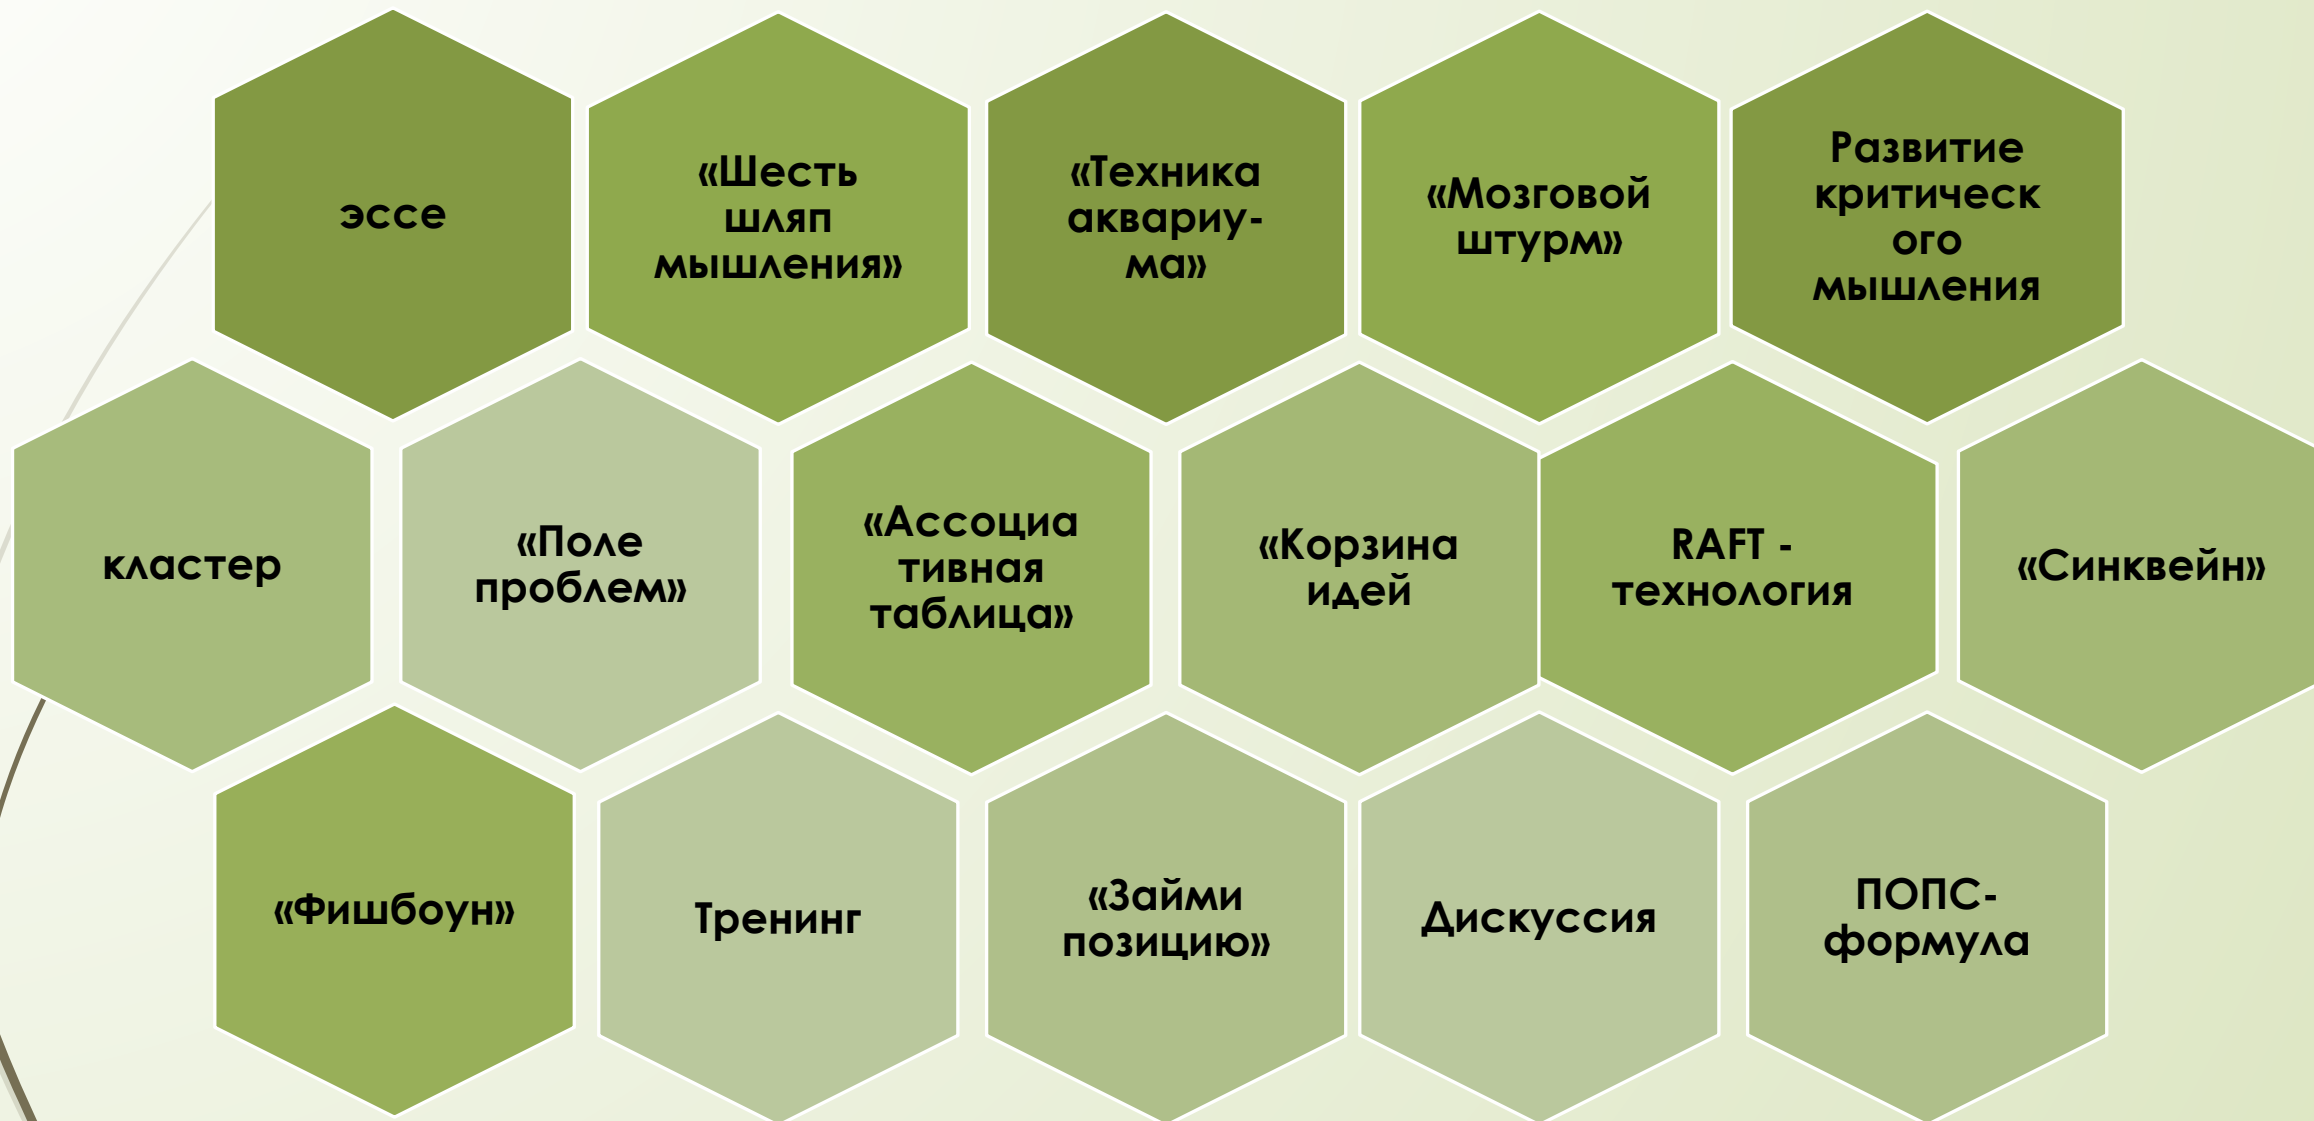 эссе
«Шесть
шляп
мышления»
«Техника
аквариу-
ма»
«Мозговой
штурм»
Развитие
критическ
ого
мышления
кластер
«Поле
проблем»
«Ассоциа
тивная
таблица»
«Корзина
идей
RAFT -
технология
«Синквейн»
«Фишбоун»
Тренинг
«Займи
позицию»
Дискуссия
ПОПС-
формула